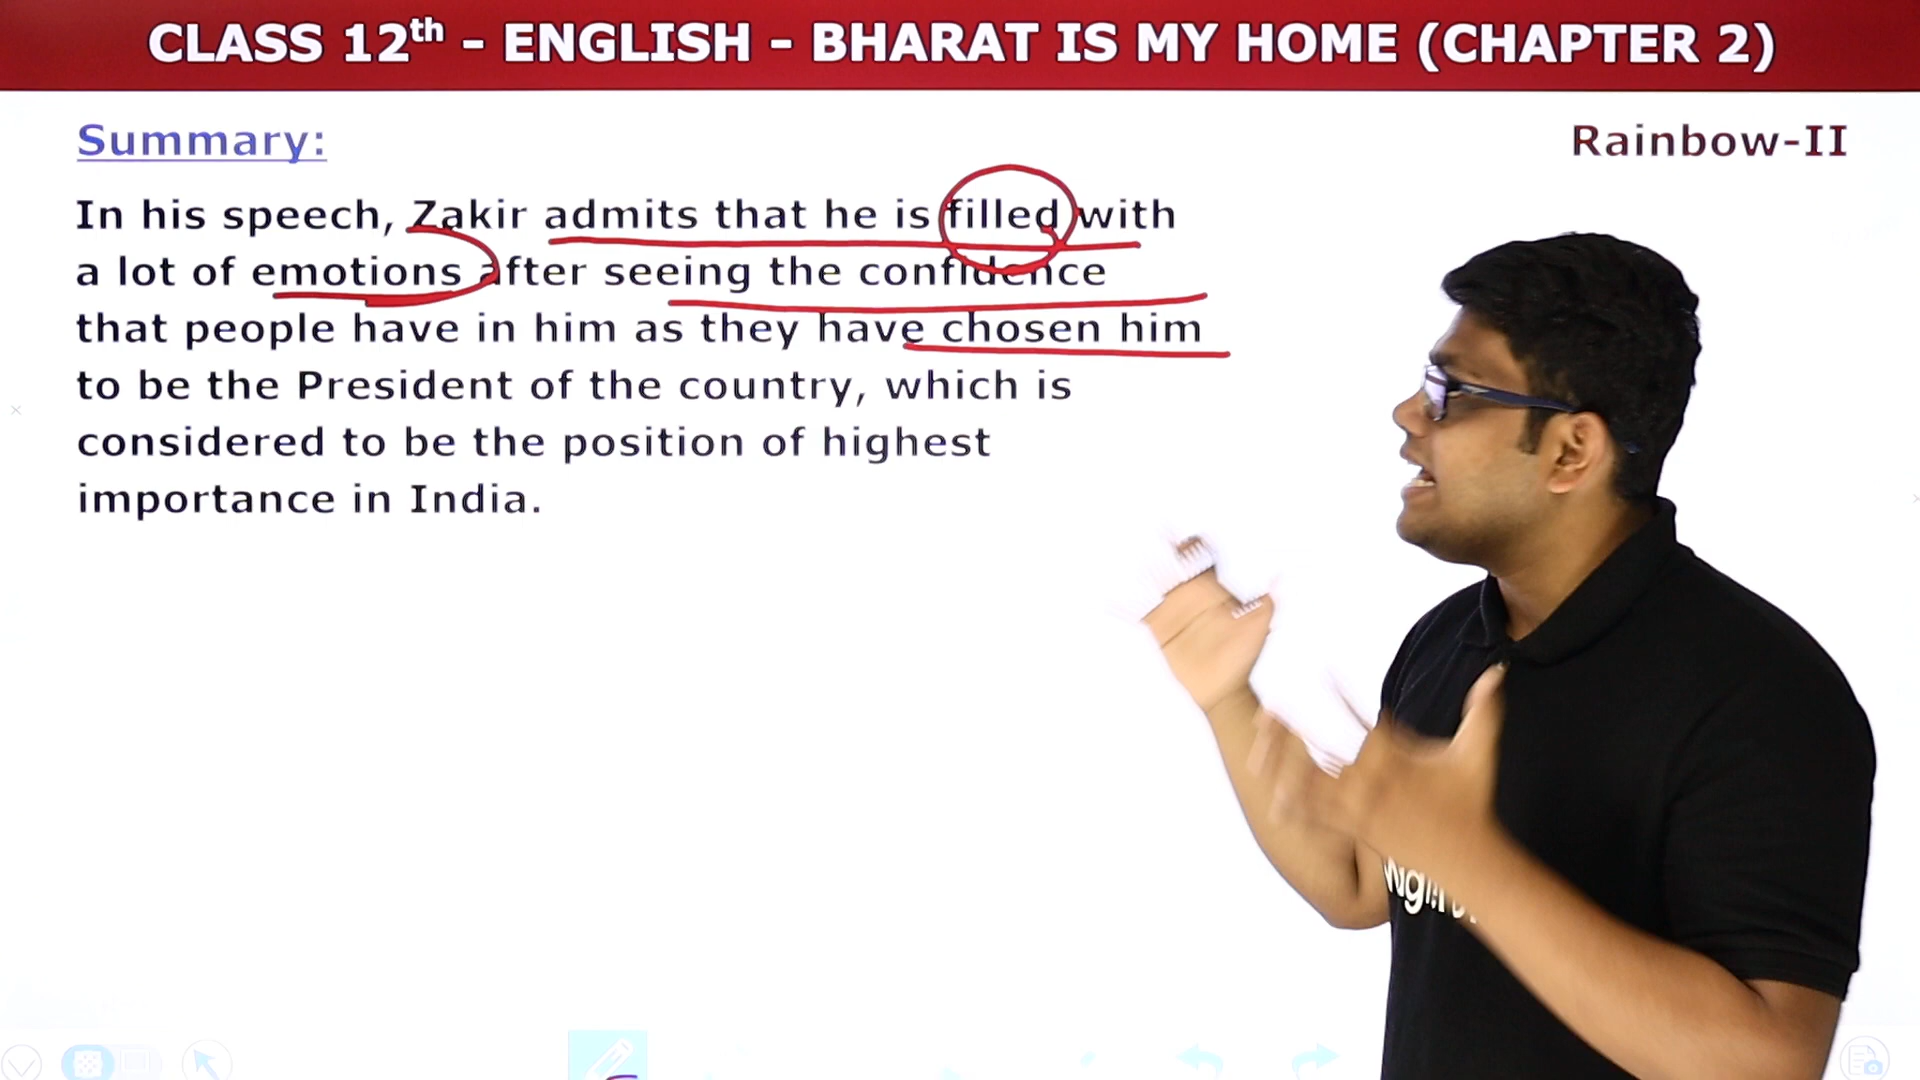 CLASS 12th - ENGLISH - BHARAT IS MY HOME (CHAPTER 2)
Summary:
Rainbow-II
In his speech, Zakir admits that he is filled with
a lot of emotions after seeing the confidence
that people have in him as they have chosen him
to be the President of the country, which is
considered to be the position of highest
importance in India.